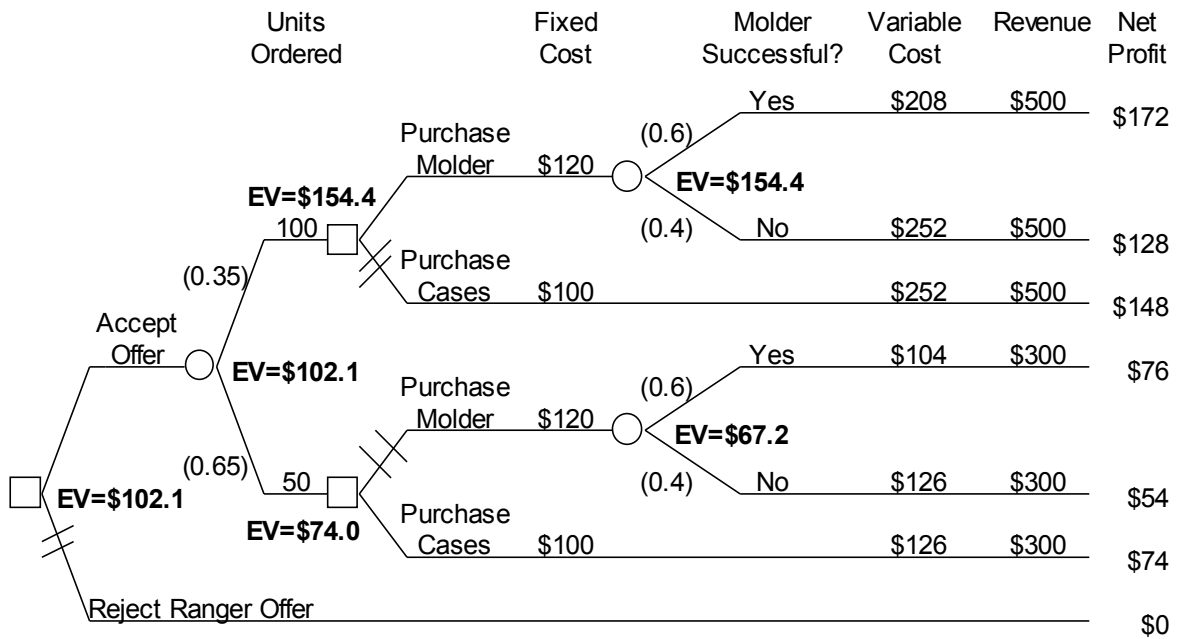 Units Ordered
Fixed Cost
Molder Successful?
Variable Cost
Revenue
Net Profit
Yes $208 $500 $172
Purchase Molder $120
(0.6)
EV=$154.4
EV=$154.4
100
(0.4)
No $252 $500 $128
Purchase Cases $100 $252 $500 $148
(0.35)
Accept Offer
EV=$102.1
Yes $104 $300 $76
(0.6)
Purchase Molder $120
EV=$67.2
(0.65)
(0.4)
50
No $126 $300 $54
EV=$102.1
EV=$74.0
Purchase Cases $100 $126 $300 $74
Reject Ranger Offer $0